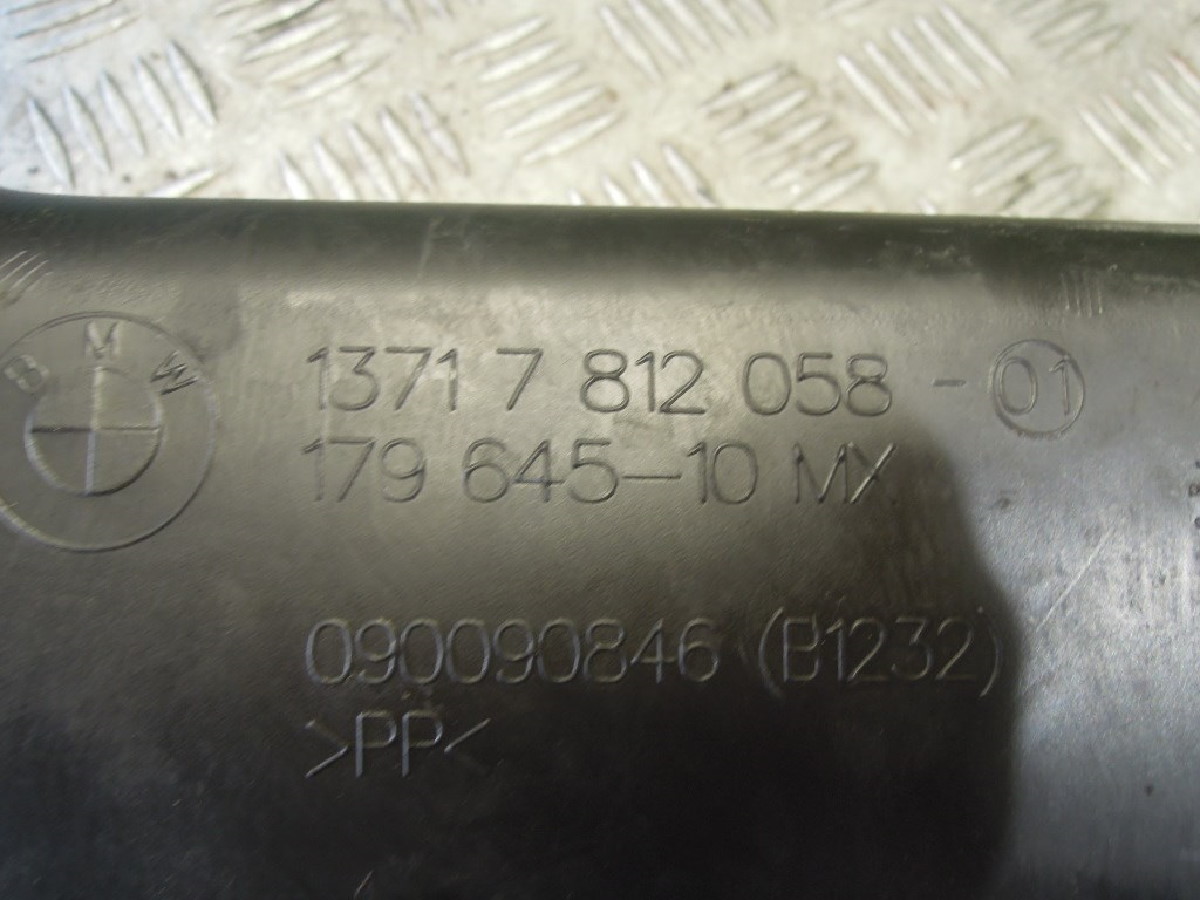 BMW
1371 7 812 058 - 01
179 645-10 MX
090090846 (B1232)
>PP<